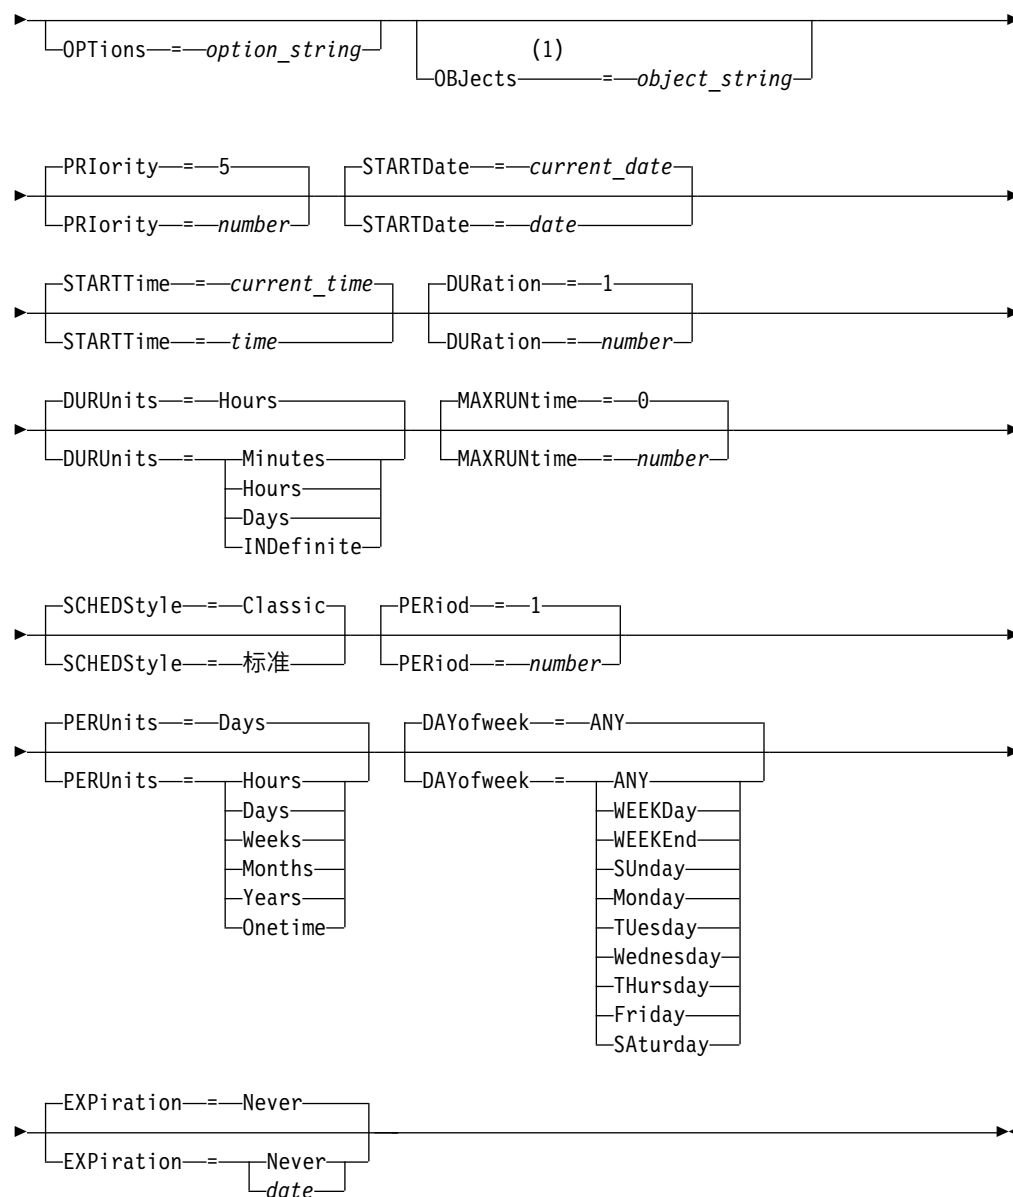 OPTions = option_string
(1)
OBJects = object_string
PRIority = 5 STARTDate = current_date
PRIority = number STARTDate = date
STARTTime = current_time DURation = 1
STARTTime = time DURation = number
DURUnits = Hours MAXRUNtime = 0
DURUnits = Minutes MAXRUNtime = number
Hours
Days
INDefinite
SCHEDStyle = Classic PERiod = 1
SCHEDStyle = 标准 PERiod = number
PERUnits = Days DAYofweek = ANY
PERUnits = Hours DAYofweek = ANY
Days WEEKDay
Weeks WEEKEnd
Months SUnday
Years Monday
Onetime TUesday
Wednesday
THursday
Friday
SAturday
EXPiration = Never
EXPiration = Never
date